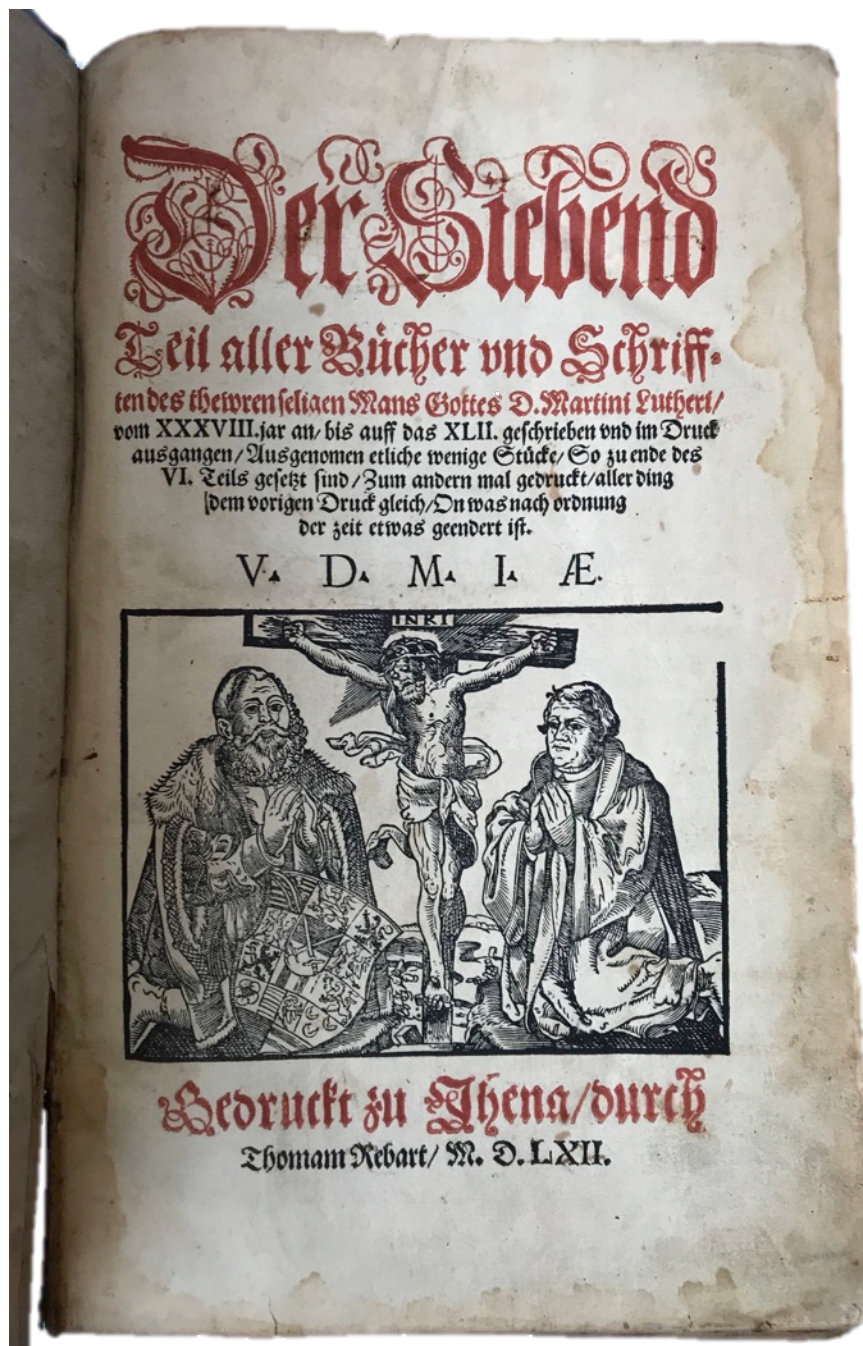 Der Siebend
Teil aller Bücher vnd Schriff-
ten des thewren seligen Mans Gottes D. Martini Lutheri/
vom XXXVIII. jar an/ bis auff das XLII. geschrieben vnd im Druck
ausgangen/ Ausgenomen etliche wenige Stücke/ So zu ende des
VI. Teils gesetzt sind/ Zum andern mal gedruckt/ aller ding
dem vorigen Druck gleich/ On was nach ordnung
der zeit etwas geendert ist.
V. D. M. I. Æ.
INRI
Gedruckt zu Jhena/ durch
Thomam Rebart/ M. D. LXII.